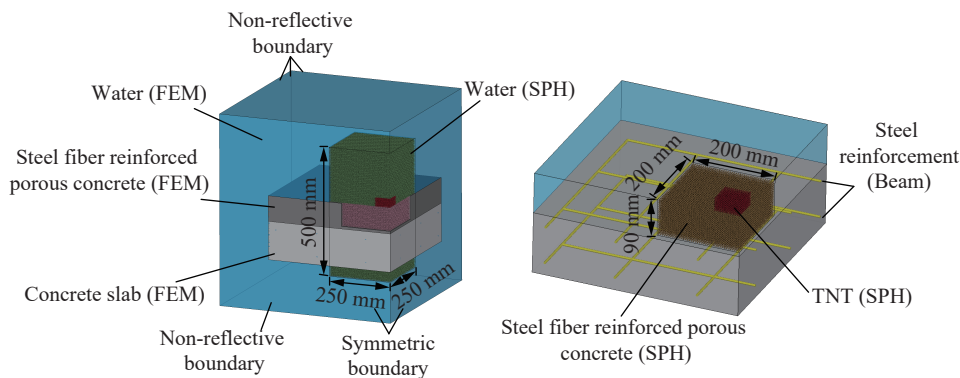 Non-reflective
boundary
Water (FEM)
Water (SPH)
Steel fiber reinforced
porous concrete (FEM)
500 mm
250 mm
250 mm
Concrete slab (FEM)
Non-reflective
boundary
Symmetric
boundary
200 mm
200 mm
90 mm
Steel
reinforcement
(Beam)
TNT (SPH)
Steel fiber reinforced porous
concrete (SPH)